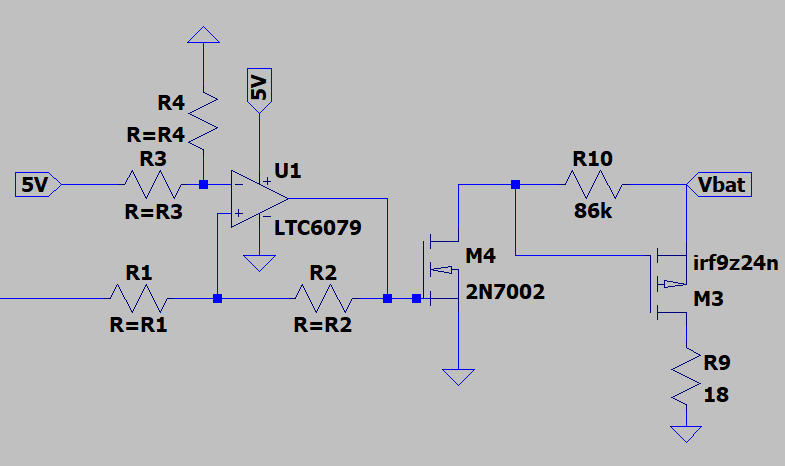 5V
R4
R=R4
R3
5V
R=R3
U1
LTC6079
R1
R=R1
R2
R=R2
M4
2N7002
R10
86k
Vbat
irf9z24n
M3
R9
18